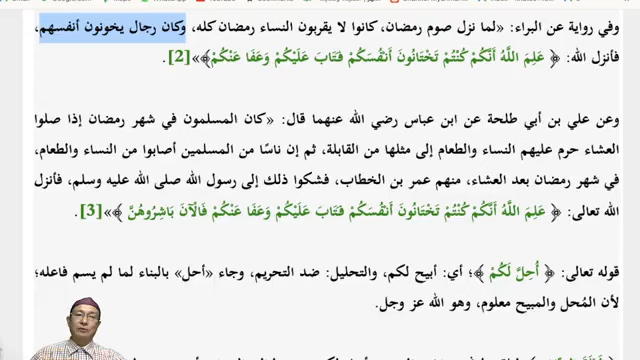 وفي رواية عن البراء: «لما نزل صوم رمضان، كانوا لا يقربون النساء رمضان كله، وكان رجال يخونون أنفسهم،
فأنزل الله: ﴿ عَلِمَ اللَّهُ أَنَّكُمْ كُنْتُمْ تَخْتَانُونَ أَنْفُسَكُمْ فَتَابَ عَلَيْكُمْ وَعَفَا عَنْكُمْ ﴾»[2].
وعن علي بن أبي طلحة عن ابن عباس رضي الله عنهما قال: «كان المسلمون في شهر رمضان إذا صلوا
العشاء حرم عليهم النساء والطعام إلى مثلها من القابلة، ثم إن ناسًا من المسلمين أصابوا من النساء والطعام،
في شهر رمضان بعد العشاء، منهم عمر بن الخطاب، فشكوا ذلك إلى رسول الله صلى الله عليه وسلم، فأنزل
الله تعالى: ﴿ عَلِمَ اللَّهُ أَنَّكُمْ كُنْتُمْ تَخْتَانُونَ أَنْفُسَكُمْ فَتَابَ عَلَيْكُمْ وَعَفَا عَنْكُمْ فَالْآنَ بَاشِرُوهُنَّ ﴾»[3].
قوله تعالى: ﴿ أُحِلَّ لَكُمْ ﴾؛ أي: أبيح لكم، والتحليل: ضد التحريم، وجاء «أحل» بالبناء لما لم يسم فاعله؛
لأن المُحل والمبيح معلوم، وهو الله عز وجل.